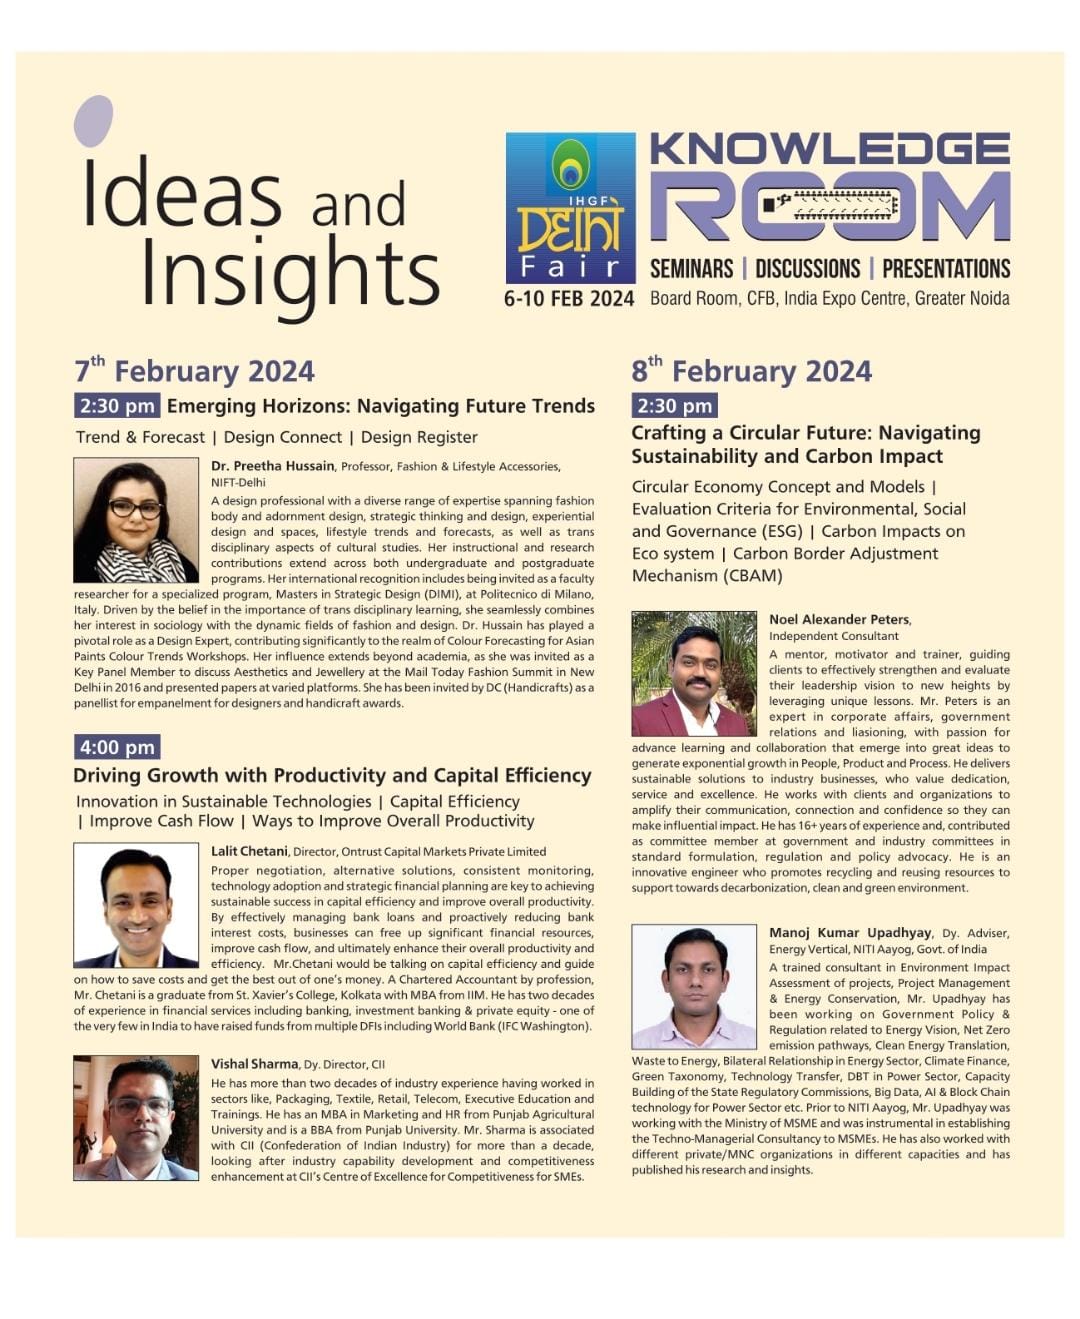 Ideas and
Insights
IHGF
DElhi
Fair
6-10 FEB 2024
KNOWLEDGE
ROOM
SEMINARS | DISCUSSIONS | PRESENTATIONS
Board Room, CFB, India Expo Centre, Greater Noida
7th February 2024
2:30 pm Emerging Horizons: Navigating Future Trends
Trend & Forecast | Design Connect | Design Register
Dr. Preetha Hussain, Professor, Fashion & Lifestyle Accessories,
NIFT-Delhi
A design professional with a diverse range of expertise spanning fashion
body and adornment design, strategic thinking and design, experiential
design and spaces, lifestyle trends and forecasts, as well as trans
disciplinary aspects of cultural studies. Her instructional and research
contributions extend across both undergraduate and postgraduate
programs. Her international recognition includes being invited as a faculty
researcher for a specialized program, Masters in Strategic Design (DIMI), at Politecnico di Milano,
Italy. Driven by the belief in the importance of trans disciplinary learning, she seamlessly combines
her interest in sociology with the dynamic fields of fashion and design. Dr. Hussain has played a
pivotal role as a Design Expert, contributing significantly to the realm of Colour Forecasting for Asian
Paints Colour Trends Workshops. Her influence extends beyond academia, as she was invited as a
Key Panel Member to discuss Aesthetics and Jewellery at the Mail Today Fashion Summit in New
Delhi in 2016 and presented papers at varied platforms. She has been invited by DC (Handicrafts) as a
panellist for empanelment for designers and handicraft awards.
4:00 pm
Driving Growth with Productivity and Capital Efficiency
Innovation in Sustainable Technologies | Capital Efficiency
| Improve Cash Flow | Ways to Improve Overall Productivity
Lalit Chetani, Director, Ontrust Capital Markets Private Limited
Proper negotiation, alternative solutions, consistent monitoring,
technology adoption and strategic financial planning are key to achieving
sustainable success in capital efficiency and improve overall productivity.
By effectively managing bank loans and proactively reducing bank
interest costs, businesses can free up significant financial resources,
improve cash flow, and ultimately enhance their overall productivity and
efficiency. Mr.Chetani would be talking on capital efficiency and guide
on how to save costs and get the best out of one's money. A Chartered Accountant by profession,
Mr. Chetani is a graduate from St. Xavier's College, Kolkata with MBA from IIM. He has two decades
of experience in financial services including banking, investment banking & private equity - one of
the very few in India to have raised funds from multiple DFIs including World Bank (IFC Washington).
Vishal Sharma, Dy. Director, CII
He has more than two decades of industry experience having worked in
sectors like, Packaging, Textile, Retail, Telecom, Executive Education and
Trainings. He has an MBA in Marketing and HR from Punjab Agricultural
University and is a BBA from Punjab University. Mr. Sharma is associated
with CII (Confederation of Indian Industry) for more than a decade,
looking after industry capability development and competitiveness
enhancement at CII's Centre of Excellence for Competitiveness for SMEs.
8th February 2024
2:30 pm
Crafting a Circular Future: Navigating
Sustainability and Carbon Impact
Circular Economy Concept and Models |
Evaluation Criteria for Environmental, Social
and Governance (ESG) | Carbon Impacts on
Eco system | Carbon Border Adjustment
Mechanism (CBAM)
Noel Alexander Peters,
Independent Consultant
A mentor, motivator and trainer, guiding
clients to effectively strengthen and evaluate
their leadership vision to new heights by
leveraging unique lessons. Mr. Peters is an
expert in corporate affairs, government
relations and liasioning, with passion for
advance learning and collaboration that emerge into great ideas to
generate exponential growth in People, Product and Process. He delivers
sustainable solutions to industry businesses, who value dedication,
service and excellence. He works with clients and organizations to
amplify their communication, connection and confidence so they can
make influential impact. He has 16+ years of experience and, contributed
as committee member at government and industry committees in
standard formulation, regulation and policy advocacy. He is an
innovative engineer who promotes recycling and reusing resources to
support towards decarbonization, clean and green environment.
Manoj Kumar Upadhyay, Dy. Adviser,
Energy Vertical, NITI Aayog, Govt. of India
A trained consultant in Environment Impact
Assessment of projects, Project Management
& Energy Conservation, Mr. Upadhyay has
been working on Government Policy &
Regulation related to Energy Vision, Net Zero
emission pathways, Clean Energy Translation,
Waste to Energy, Bilateral Relationship in Energy Sector, Climate Finance,
Green Taxonomy, Technology Transfer, DBT in Power Sector, Capacity
Building of the State Regulatory Commissions, Big Data, AI & Block Chain
technology for Power Sector etc. Prior to NITI Aayog, Mr. Upadhyay was
working with the Ministry of MSME and was instrumental in establishing
the Techno-Managerial Consultancy to MSMEs. He has also worked with
different private/MNC organizations in different capacities and has
published his research and insights.